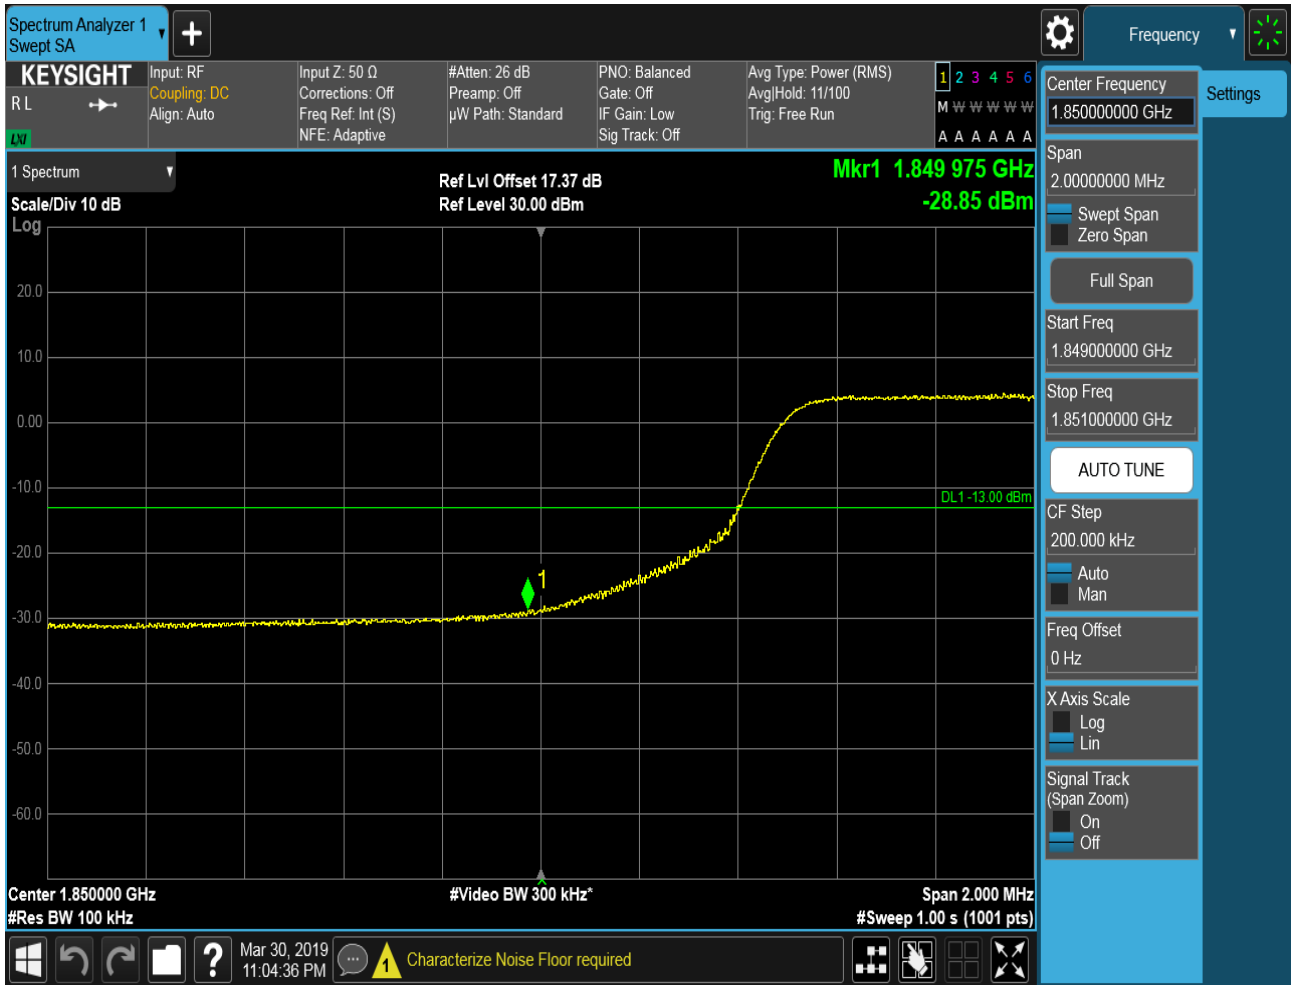 Spectrum Analyzer 1
Swept SA
+
Frequency
KEYSIGHT
R L
LXI
Input: RF
Coupling: DC
Align: Auto
Input Z: 50 Ω
Corrections: Off
Freq Ref: Int (S)
NFE: Adaptive
#Atten: 26 dB
Preamp: Off
µW Path: Standard
PNO: Balanced
Gate: Off
IF Gain: Low
Sig Track: Off
Avg Type: Power (RMS)
Avg|Hold: 11/100
Trig: Free Run
1 2 3 4 5 6
M W W W W W
A A A A A A
1 Spectrum
Scale/Div 10 dB
Log
Ref Lvl Offset 17.37 dB
Ref Level 30.00 dBm
Mkr1 1.849 975 GHz
-28.85 dBm
20.0
10.0
0.00
-10.0
DL1 -13.00 dBm
-20.0
1
-30.0
-40.0
-50.0
-60.0
Center 1.850000 GHz
#Video BW 300 kHz*
Span 2.000 MHz
#Res BW 100 kHz
#Sweep 1.00 s (1001 pts)
?
Mar 30, 2019
11:04:36 PM
1
Characterize Noise Floor required
Center Frequency
1.850000000 GHz
Settings
Span
2.00000000 MHz
Swept Span
Zero Span
Full Span
Start Freq
1.849000000 GHz
Stop Freq
1.851000000 GHz
AUTO TUNE
CF Step
200.000 kHz
Auto
Man
Freq Offset
0 Hz
X Axis Scale
Log
Lin
Signal Track
(Span Zoom)
On
Off